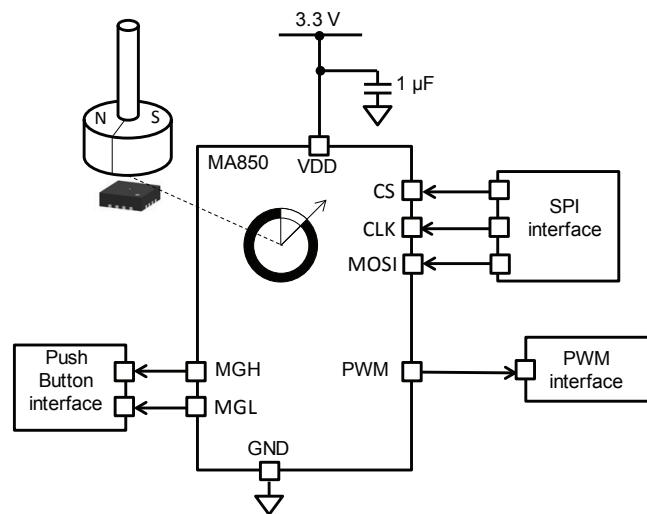 3.3 V
1 µF
N S
MA850
VDD
CS
CLK
MOSI
SPI
interface
Push
Button
interface
MGH
MGL
PWM
PWM
interface
GND